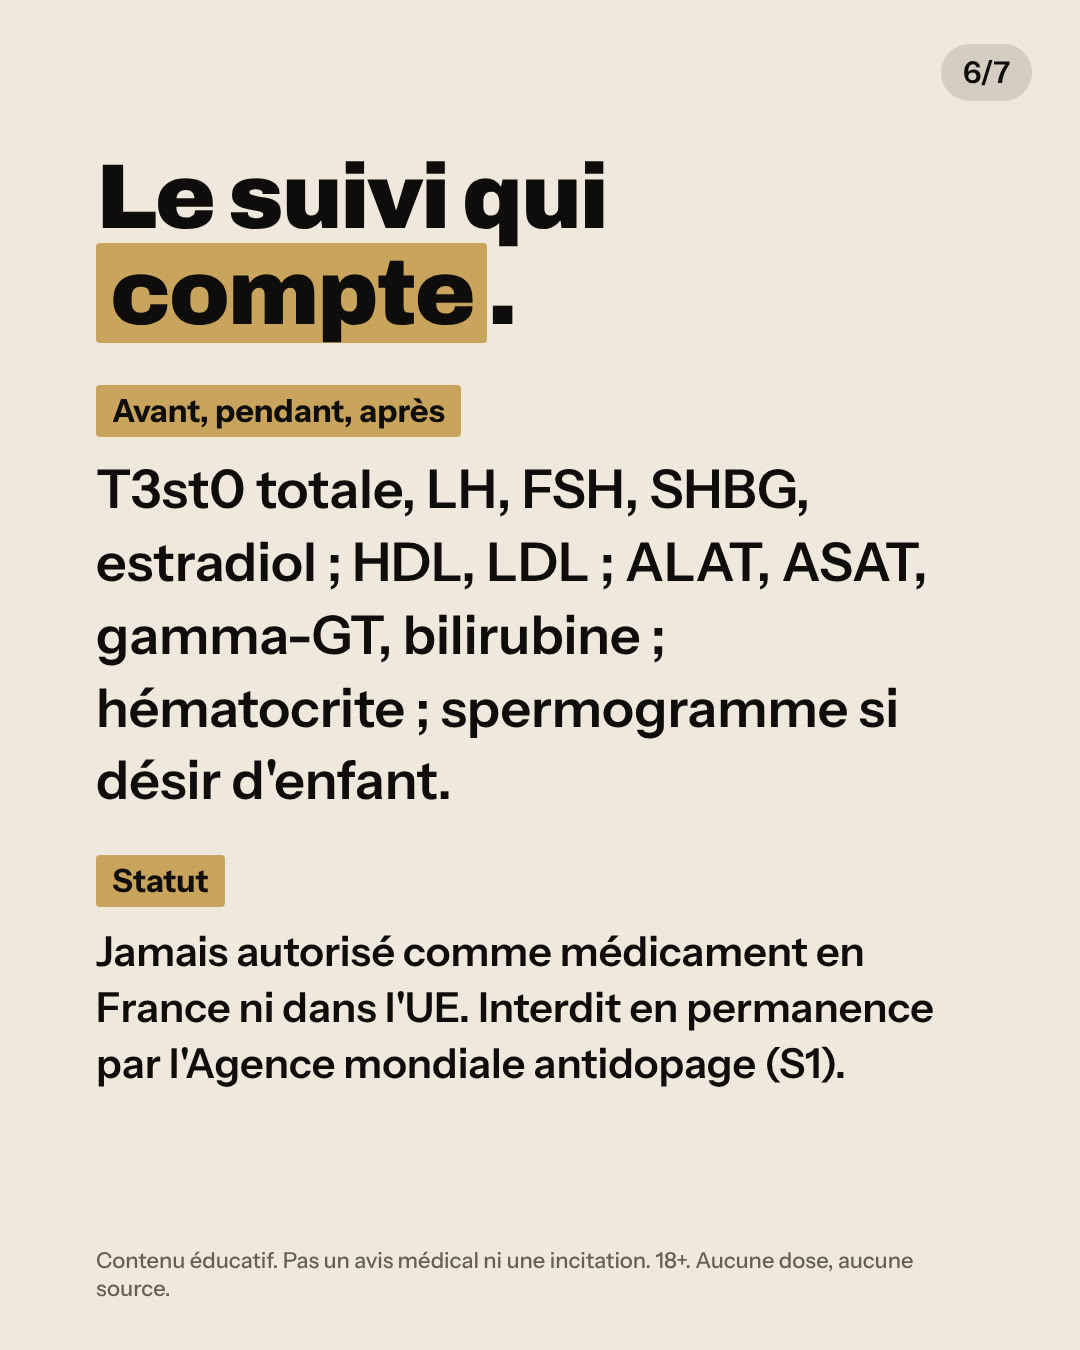 6/7
Le suivi qui
compte.
Avant, pendant, après
T3st0 totale, LH, FSH, SHBG,
estradiol ; HDL, LDL ; ALAT, ASAT,
gamma-GT, bilirubine ;
hématocrite ; spermogramme si
désir d'enfant.
Statut
Jamais autorisé comme médicament en
France ni dans l'UE. Interdit en permanence
par l'Agence mondiale antidopage (S1).
Contenu éducatif. Pas un avis médical ni une incitation. 18+. Aucune dose, aucune
source.